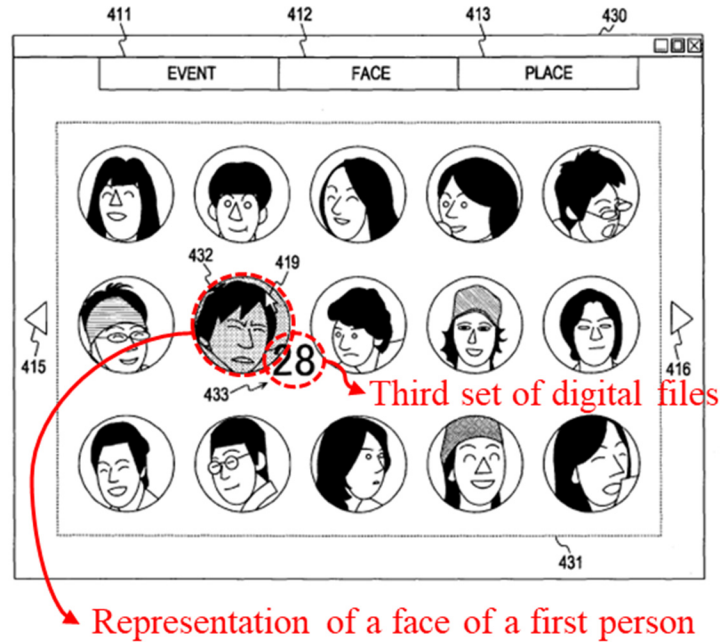 411
412
413
430
EVENT
FACE
PLACE
432
419
415
28
433
416
Third set of digital files
431
Representation of a face of a first person